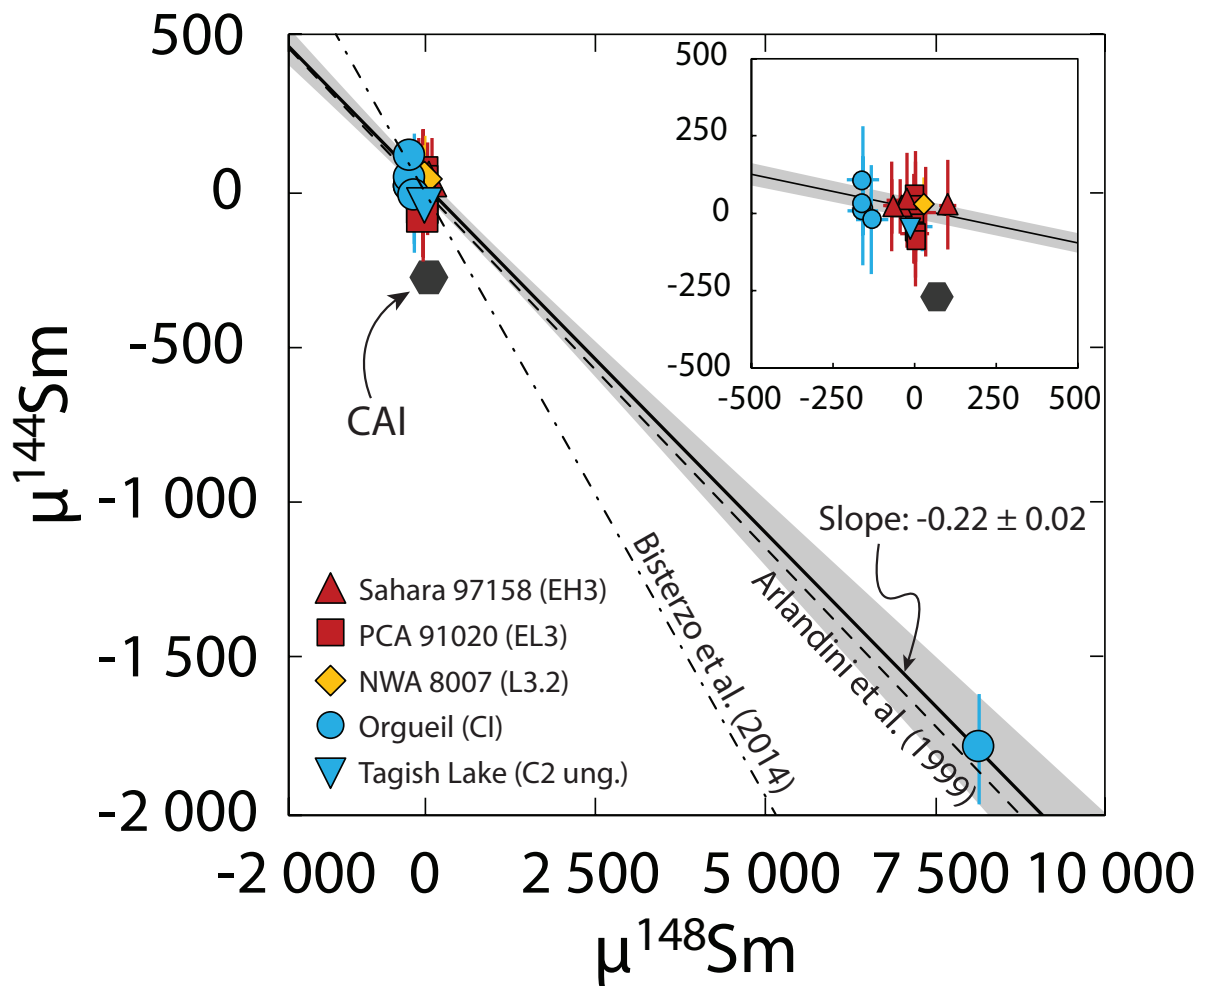 500
0
-500
-1 000
-1 500
-2 000
μ¹⁴⁴Sm
-2 000 0 2 500 5 000 7 500 10 000
μ¹⁴⁸Sm
500
250
0
-250
-500
-500 -250 0 250 500
CAI
Slope: -0.22 ± 0.02
Bisterzo et al. (2014)
Arlandini et al. (1999)
Sahara 97158 (EH3)
PCA 91020 (EL3)
NWA 8007 (L3.2)
Orgueil (CI)
Tagish Lake (C2 ung.)